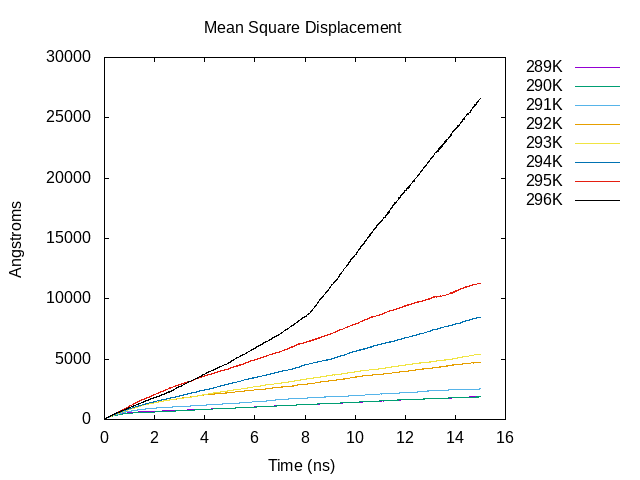 Mean Square Displacement
30000
25000
20000
15000
10000
5000
0
Angstroms
0 2 4 6 8 10 12 14 16
Time (ns)
289K
290K
291K
292K
293K
294K
295K
296K